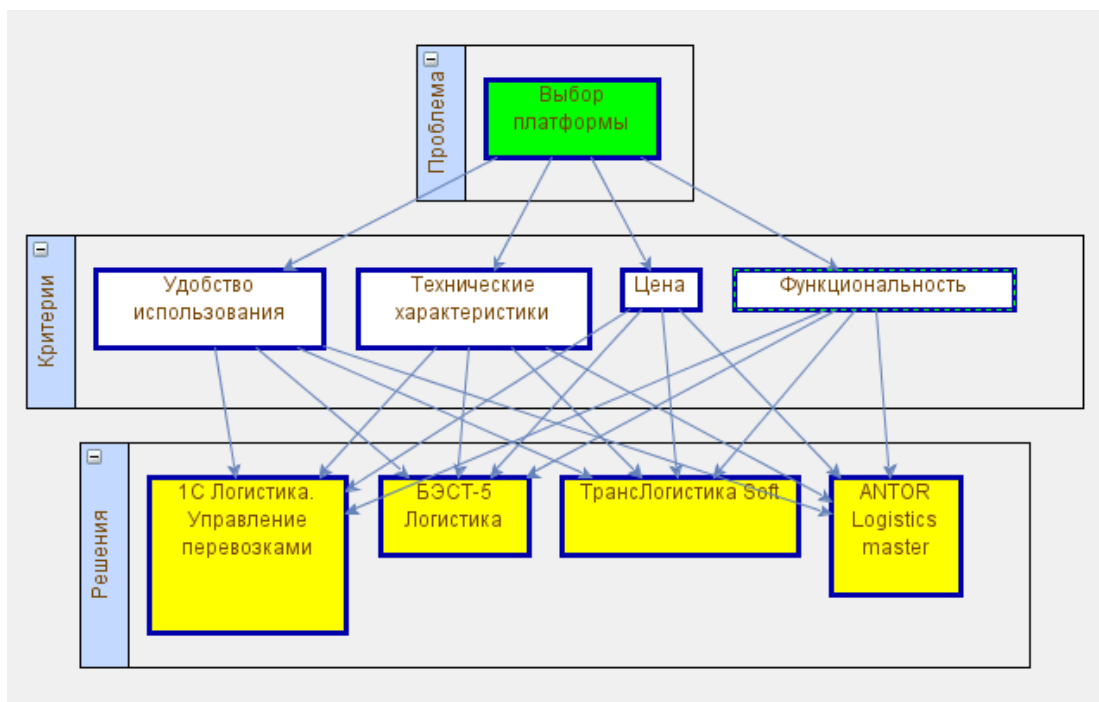 Проблема
Выбор
платформы
Критерии
Удобство
использования
Технические
характеристики
Цена
Функциональность
Решения
1С Логистика.
Управление
перевозками
БЭСТ-5
Логистика
ТрансЛогистика Soft
ANTOR
Logistics
master